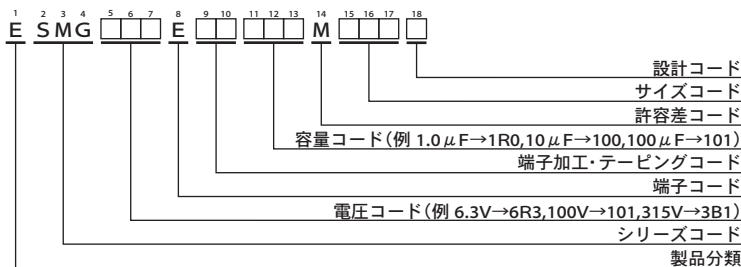 1 2 3 4 5 6 7 8 9 10 11 12 13 14 15 16 17 18
E SMG □□□ E □□ □□□ M □□□ □
設計コード
サイズコード
許容差コード
容量コード(例 1.0μF→1R0,10μF→100,100μF→101)
端子加工・テーピングコード
端子コード
電圧コード(例 6.3V→6R3,100V→101,315V→3B1)
シリーズコード
製品分類